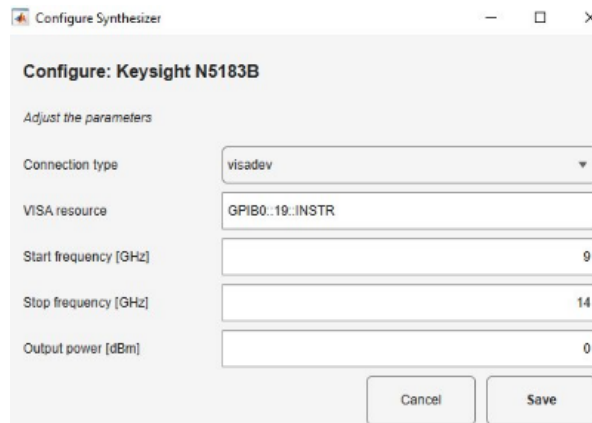 Configure Synthesizer
Configure: Keysight N5183B
Adjust the parameters
Connection type visadev
VISA resource GPIB0::19::INSTR
Start frequency [GHz] 9
Stop frequency [GHz] 14
Output power [dBm] 0
Cancel Save